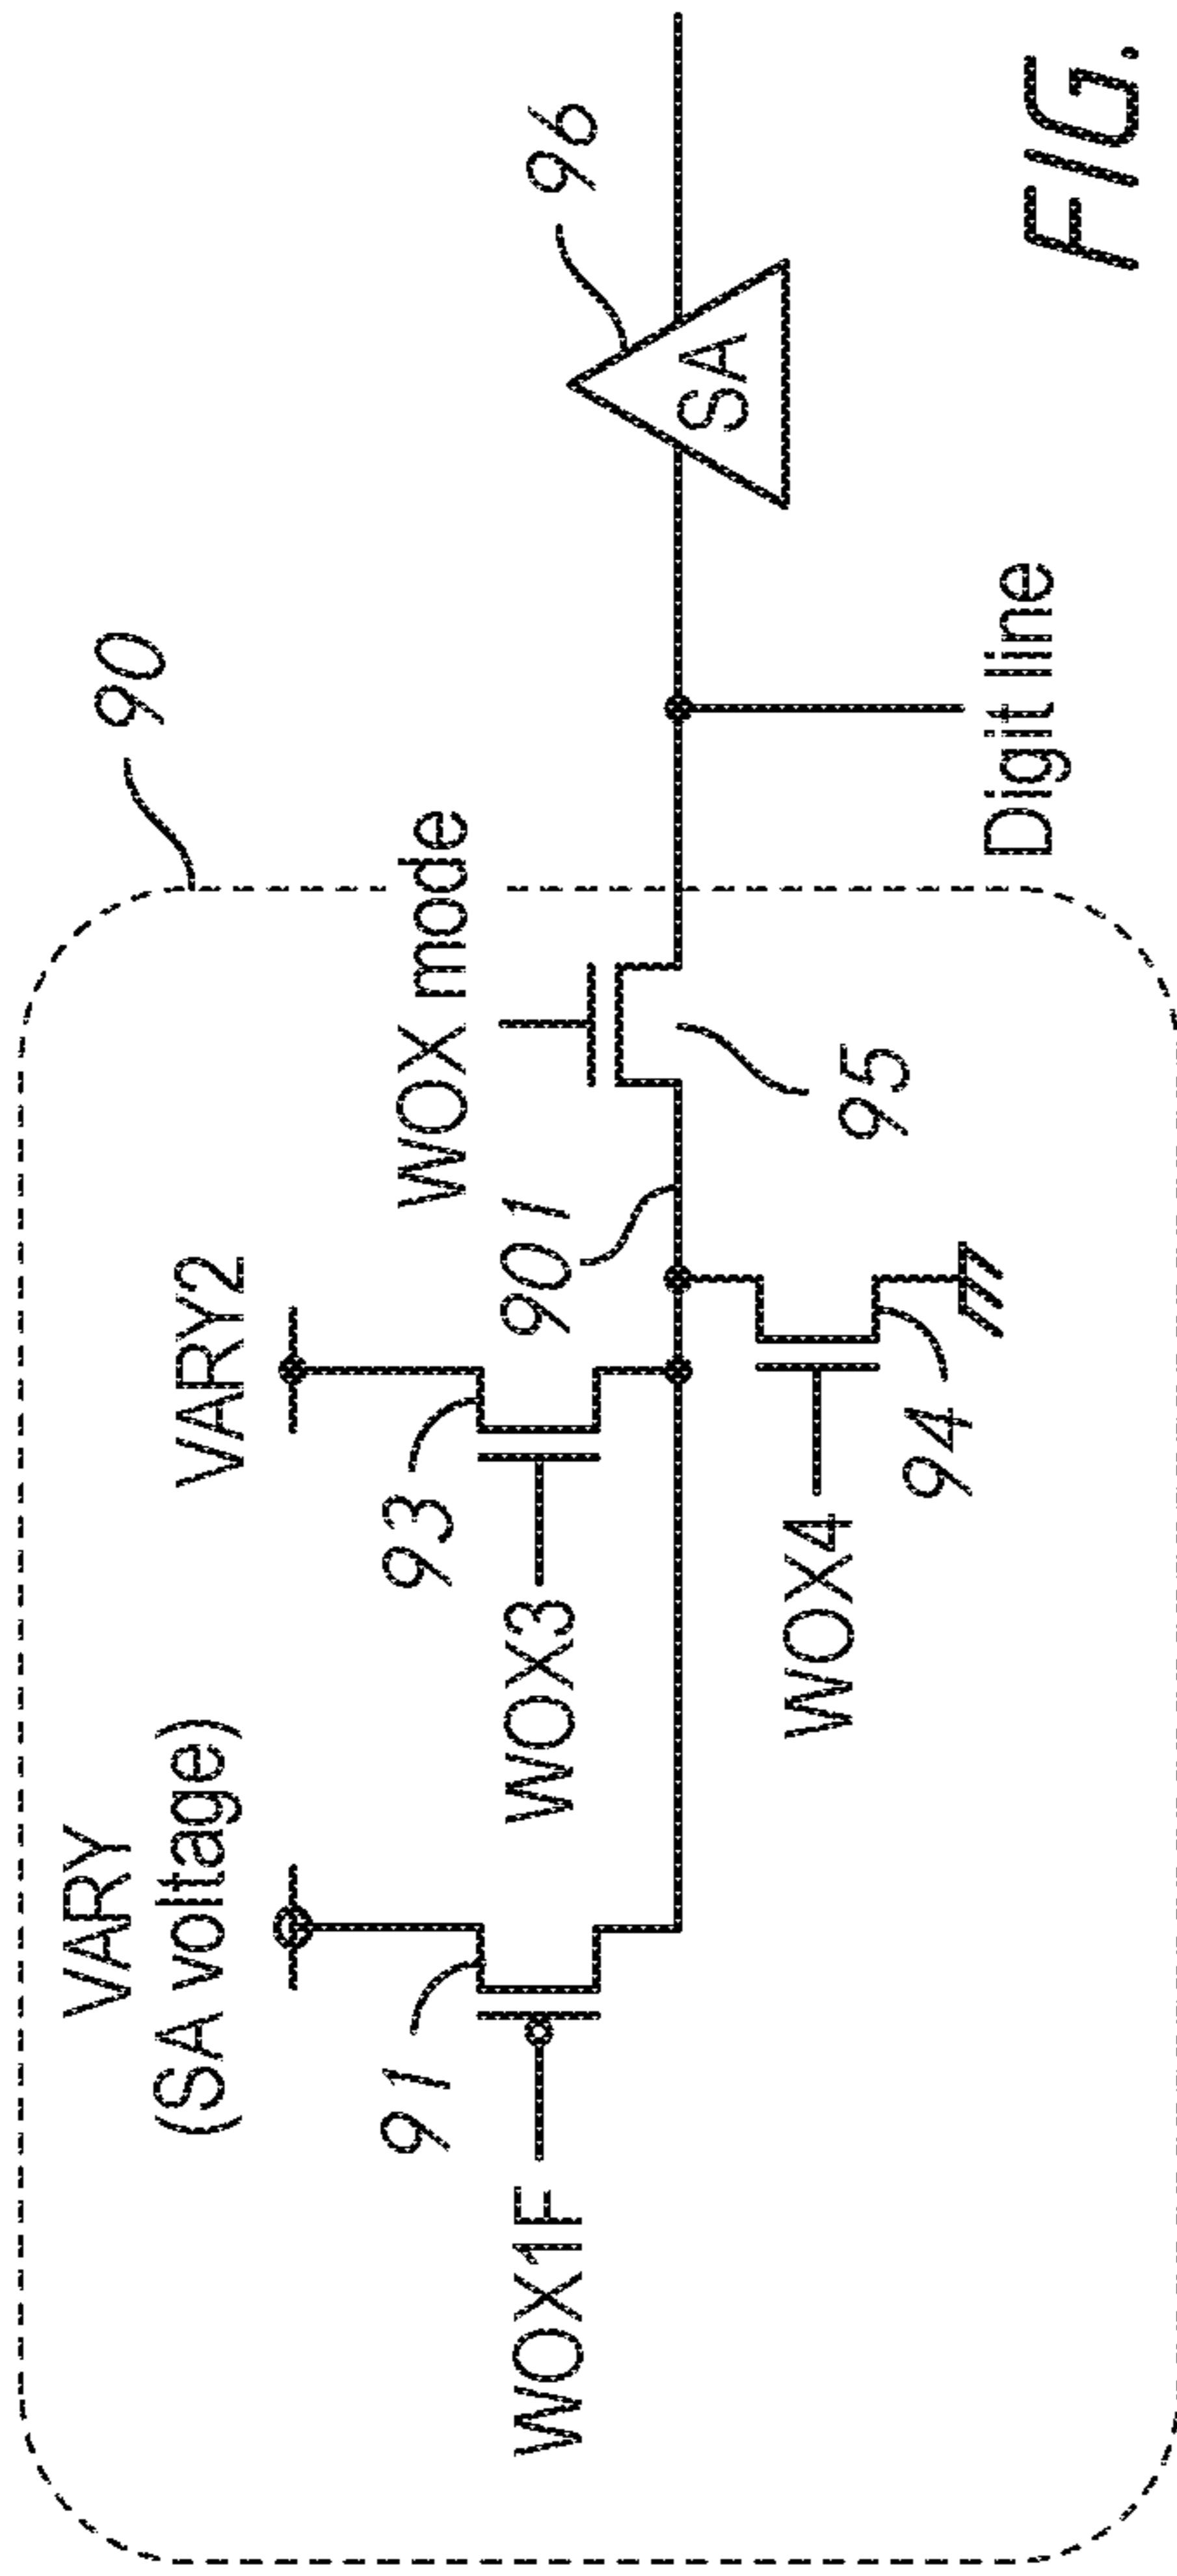 90
VARY
(SA voltage)
VARY2
WOX mode
96
91
93
901
WOX1F
WOX3
SA
95
WOX4
94
Digit line
FIG.